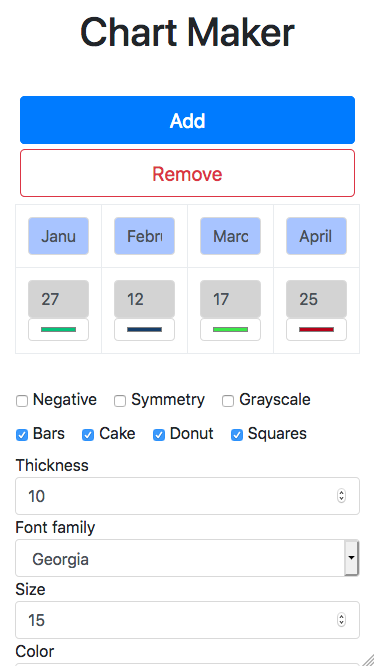 Chart Maker
Add
Remove
Janu Febru Marc April
27 12 17 25
Negative Symmetry Grayscale
Bars Cake Donut Squares
Thickness
10
Font family
Georgia
Size
15
Color